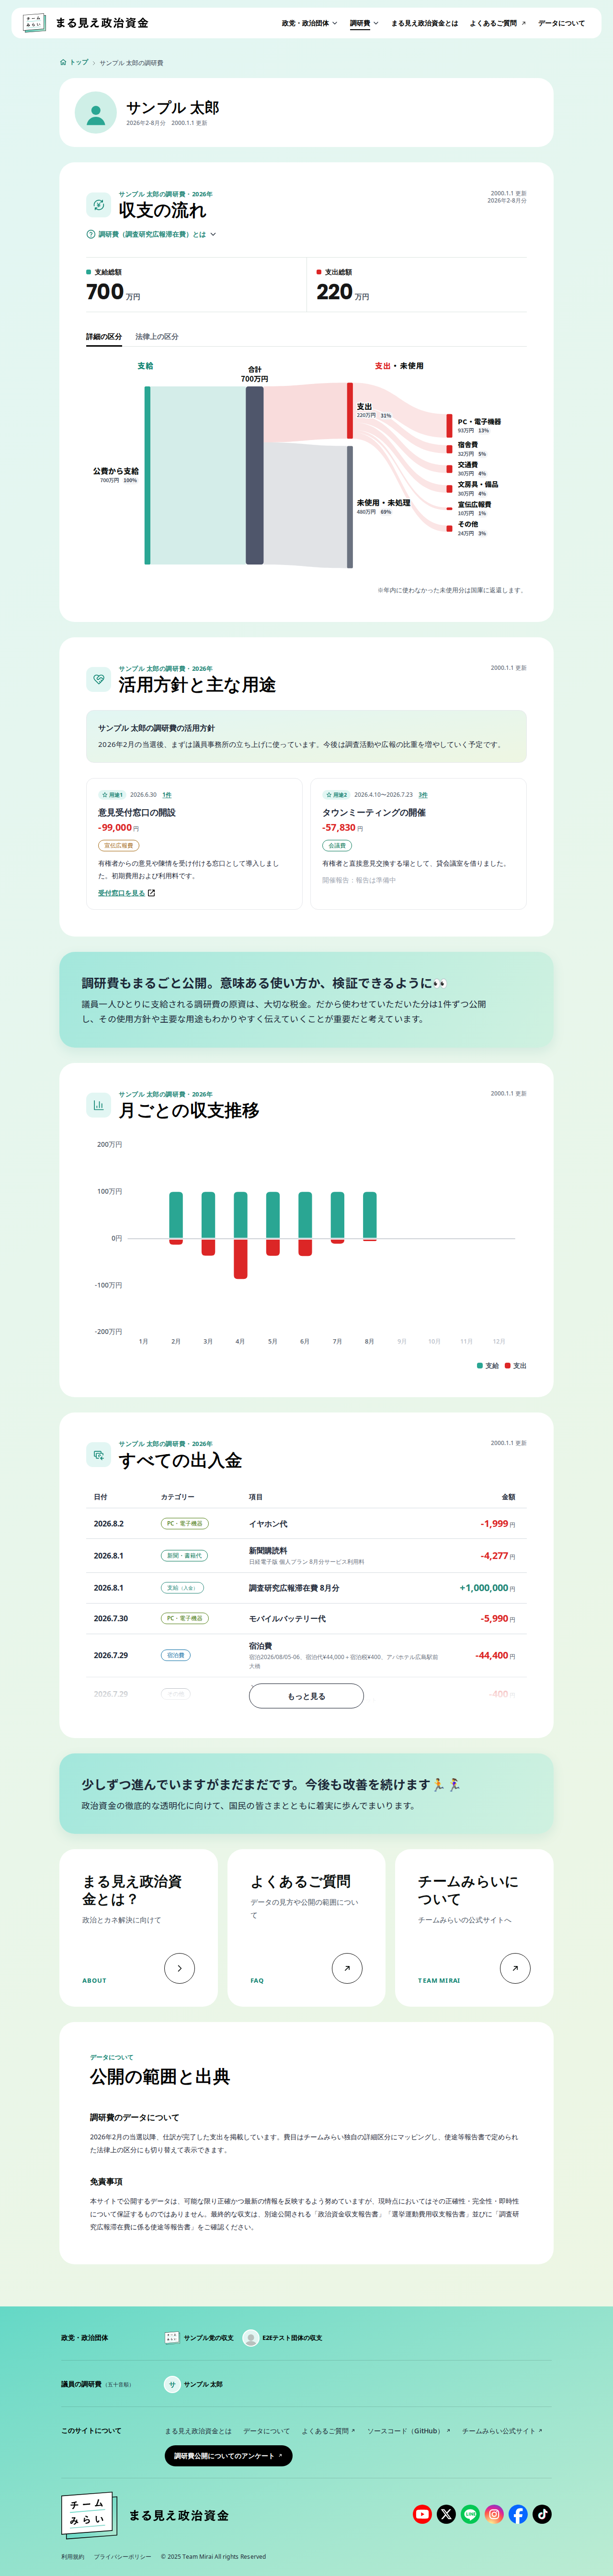 チーム
みらい
まる見え政治資金
政党・政治団体
調研費
まる見え政治資金とは
よくあるご質問
データについて
トップ
サンプル 太郎の調研費
サンプル 太郎
2026年2-8月分 2000.1.1 更新
サンプル 太郎の調研費・2026年
収支の流れ
2000.1.1 更新
2026年2-8月分
調研費（調査研究広報滞在費）とは
支給総額
700 万円
支出総額
220 万円
詳細の区分
法律上の区分
支給
合計
700万円
支出・未使用
公費から支給
700万円 100%
支出
220万円 31%
未使用・未処理
480万円 69%
PC・電子機器
93万円 13%
宿舎費
32万円 5%
交通費
30万円 4%
文房具・備品
30万円 4%
宣伝広報費
10万円 1%
その他
24万円 3%
※年内に使わなかった未使用分は国庫に返還します。
サンプル 太郎の調研費・2026年
活用方針と主な用途
2000.1.1 更新
サンプル 太郎の調研費の活用方針
2026年2月の当選後、まずは議員事務所の立ち上げに使っています。今後は調査活動や広報の比重を増やしていく予定です。
用途1 2026.6.30 1件
意見受付窓口の開設
-99,000 円
宣伝広報費
有権者からの意見や陳情を受け付ける窓口として導入しまし
た。初期費用および利用料です。
受付窓口を見る
用途2 2026.4.10〜2026.7.23 3件
タウンミーティングの開催
-57,830 円
会議費
有権者と直接意見交換する場として、貸会議室を借りました。
開催報告：報告は準備中
調研費もまるごと公開。意味ある使い方か、検証できるように👀
議員一人ひとりに支給される調研費の原資は、大切な税金。だから使わせていただいた分は1件ずつ公開
し、その使用方針や主要な用途もわかりやすく伝えていくことが重要だと考えています。
サンプル 太郎の調研費・2026年
月ごとの収支推移
2000.1.1 更新
200万円
100万円
0円
-100万円
-200万円
1月 2月 3月 4月 5月 6月 7月 8月 9月 10月 11月 12月
支給 支出
サンプル 太郎の調研費・2026年
すべての出入金
2000.1.1 更新
日付 カテゴリー 項目 金額
2026.8.2 PC・電子機器 イヤホン代 -1,999 円
2026.8.1 新聞・書籍代 新聞購読料 -4,277 円
日経電子版 個人プラン 8月分サービス利用料
2026.8.1 支給（入金） 調査研究広報滞在費 8月分 +1,000,000 円
2026.7.30 PC・電子機器 モバイルバッテリー代 -5,990 円
2026.7.29 宿泊費 宿泊費 -44,400 円
宿泊2026/08/05-06、宿泊代¥44,000＋宿泊税¥400、アパホテル広島駅前
大橋
2026.7.29 その他 -400 円
もっと見る
少しずつ進んでいますがまだまだです。今後も改善を続けます🏃🏃‍♀️
政治資金の徹底的な透明化に向けて、国民の皆さまとともに着実に歩んでまいります。
まる見え政治資
金とは？
政治とカネ解決に向けて
ABOUT
よくあるご質問
データの見方や公開の範囲につい
て
FAQ
チームみらいに
ついて
チームみらいの公式サイトへ
TEAM MIRAI
データについて
公開の範囲と出典
調研費のデータについて
2026年2月の当選以降、仕訳が完了した支出を掲載しています。費目はチームみらい独自の詳細区分にマッピングし、使途等報告書で定められ
た法律上の区分にも切り替えて表示できます。
免責事項
本サイトで公開するデータは、可能な限り正確かつ最新の情報を反映するよう努めていますが、現時点においてはその正確性・完全性・即時性
について保証するものではありません。最終的な収支は、別途公開される「政治資金収支報告書」「選挙運動費用収支報告書」並びに「調査研
究広報滞在費に係る使途等報告書」をご確認ください。
政党・政治団体
サンプル党の収支
E2Eテスト団体の収支
議員の調研費（五十音順）
サ サンプル 太郎
このサイトについて
まる見え政治資金とは
データについて
よくあるご質問
ソースコード（GitHub）
チームみらい公式サイト
調研費公開についてのアンケート
チーム
みらい
まる見え政治資金
LINE
利用規約 プライバシーポリシー © 2025 Team Mirai All rights Reserved